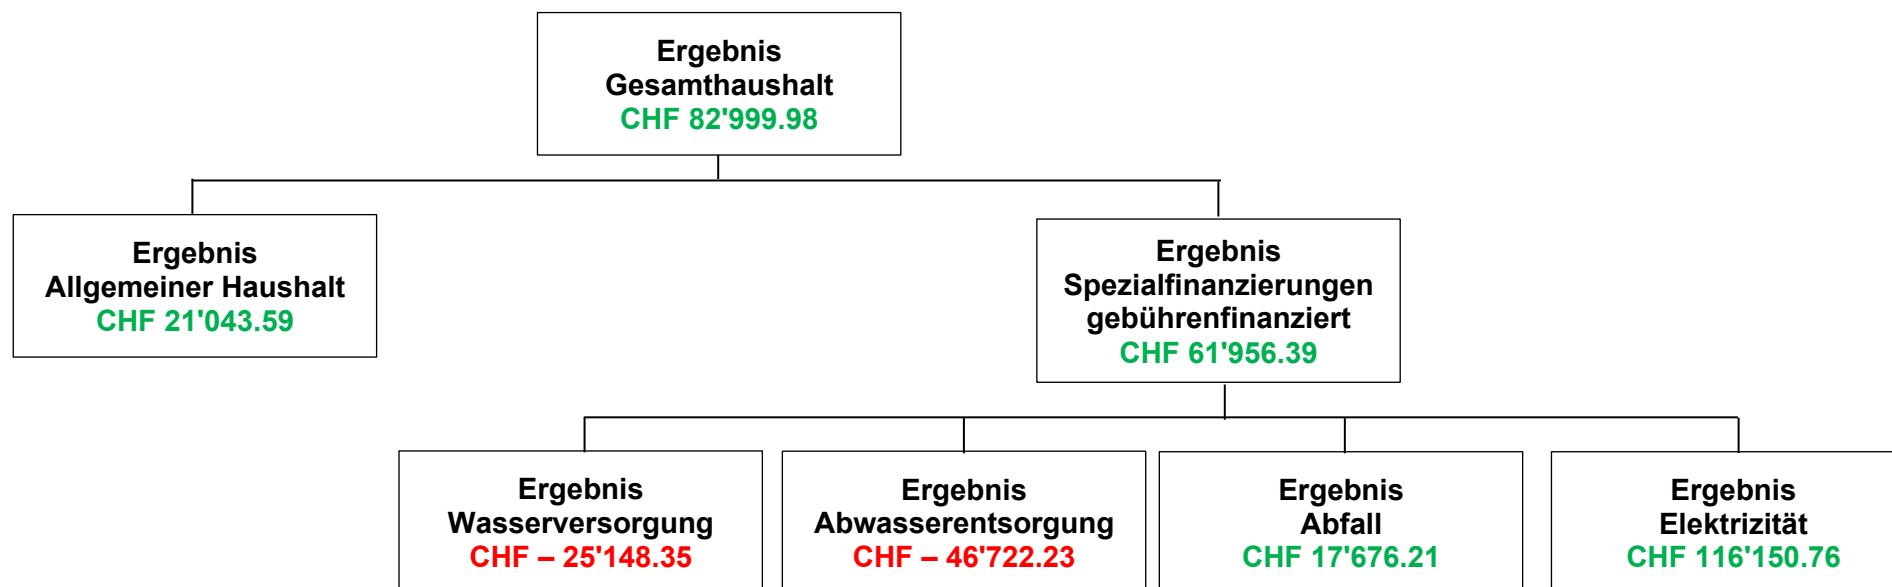 Ergebnis
Gesamthaushalt
CHF 82'999.98
Ergebnis
Allgemeiner Haushalt
CHF 21'043.59
Ergebnis
Spezialfinanzierungen
gebührenfinanziert
CHF 61'956.39
Ergebnis
Wasserversorgung
CHF – 25'148.35
Ergebnis
Abwasserentsorgung
CHF – 46'722.23
Ergebnis
Abfall
CHF 17'676.21
Ergebnis
Elektrizität
CHF 116'150.76